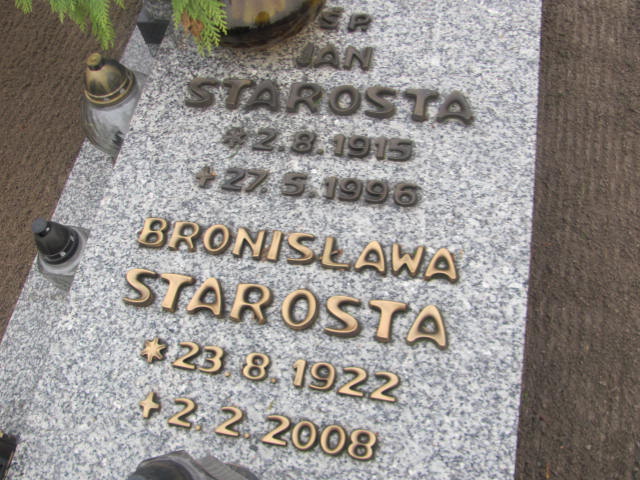 ŚP
JAN
STAROSTA
* 2.8.1915
+ 27.5.1996
BRONISŁAWA
STAROSTA
* 23.8.1922
+ 2.2.2008